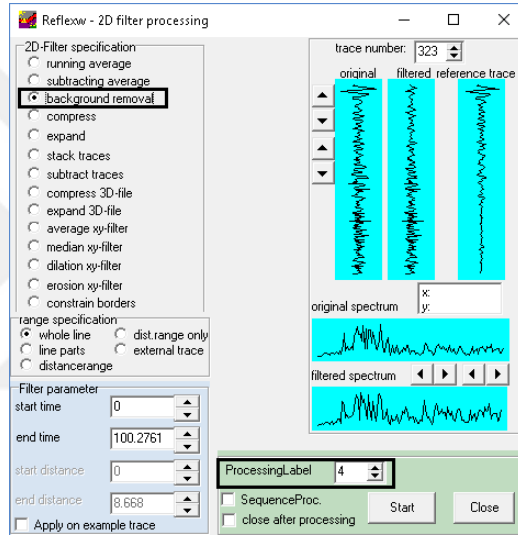 Reflexw - 2D filter processing
2D-Filter specification
running average
subtracting average
background removal
compress
expand
stack traces
subtract traces
compress 3D-file
expand 3D-file
average xy-filter
median xy-filter
dilation xy-filter
erosion xy-filter
constrain borders
range specification
whole line dist.range only
line parts external trace
distancerange
Filter parameter
start time 0
end time 100.2761
start distance 0
end distance 8.668
Apply on example trace
trace number: 323
original filtered reference trace
x:
original spectrum y:
filtered spectrum
ProcessingLabel 4
SequenceProc.
close after processing
Start
Close